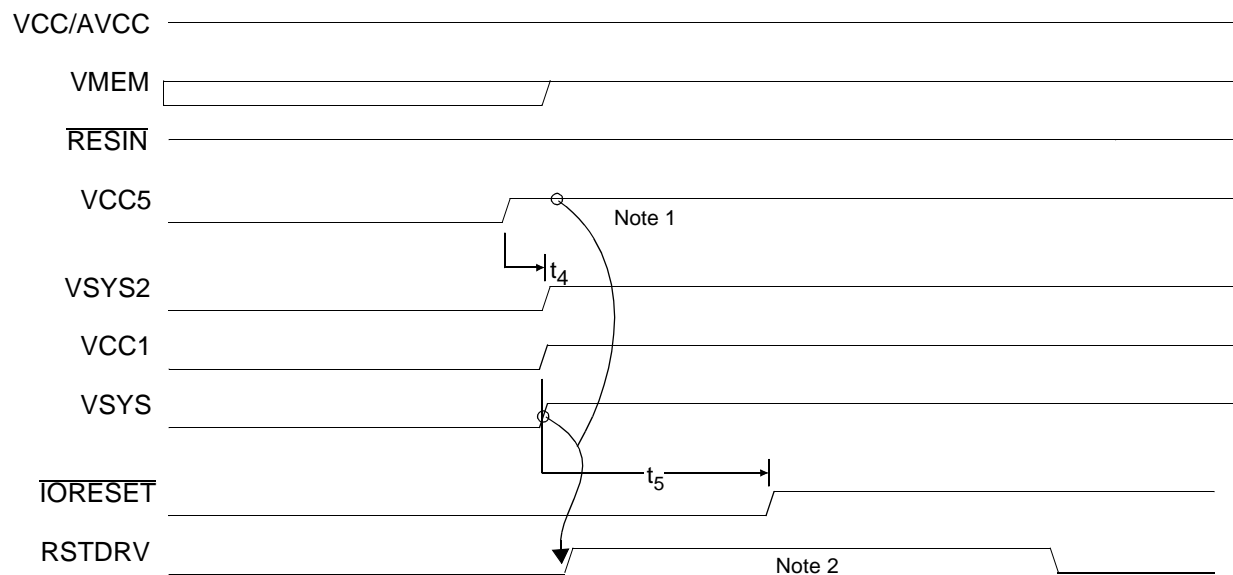 VCC/AVCC
VMEM
RESIN
VCC5
Note 1
t4
VSYS2
VCC1
VSYS
t5
IORESET
RSTDRV
Note 2